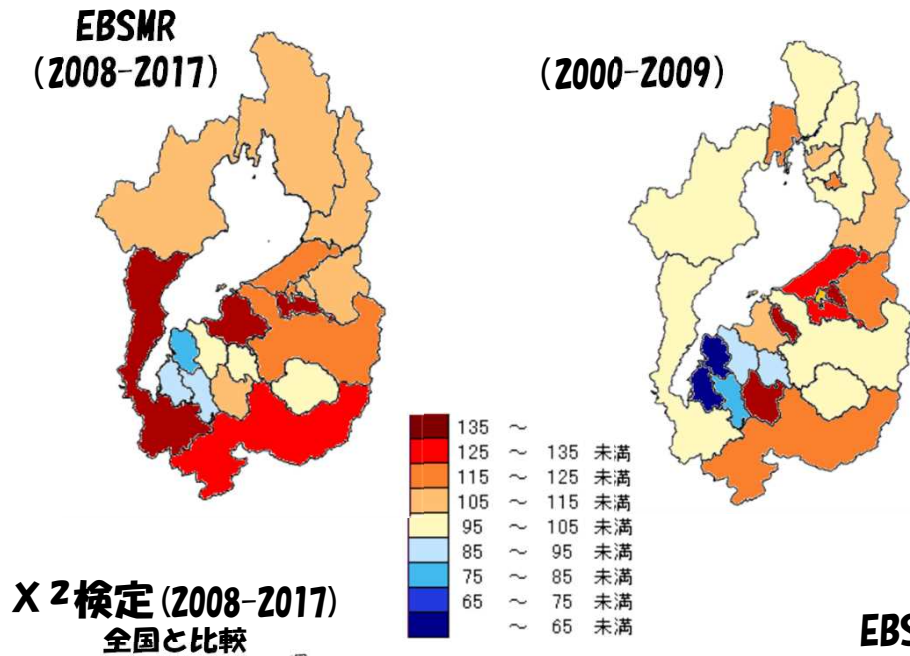 EBSMR
(2008-2017)
(2000-2009)
135 ～
125 ～ 135 未満
115 ～ 125 未満
105 ～ 115 未満
95 ～ 105 未満
85 ～ 95 未満
75 ～ 85 未満
65 ～ 75 未満
～ 65 未満
X2検定(2008-2017)
全国と比較
EBS